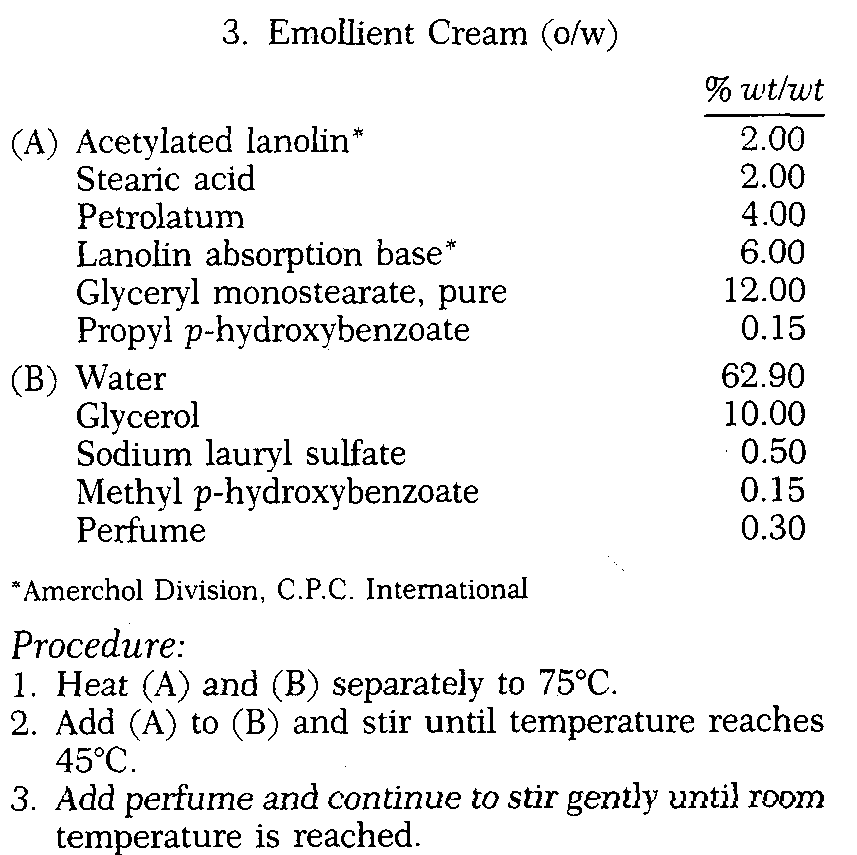 3. Emollient Cream (o/w)
% wt/wt
(A) Acetylated lanolin* 2.00
Stearic acid 2.00
Petrolatum 4.00
Lanolin absorption base* 6.00
Glyceryl monostearate, pure 12.00
Propyl p-hydroxybenzoate 0.15
(B) Water 62.90
Glycerol 10.00
Sodium lauryl sulfate 0.50
Methyl p-hydroxybenzoate 0.15
Perfume 0.30
*Amerchol Division, C.P.C. International
Procedure:
1. Heat (A) and (B) separately to 75°C.
2. Add (A) to (B) and stir until temperature reaches
45°C.
3. Add perfume and continue to stir gently until room
temperature is reached.